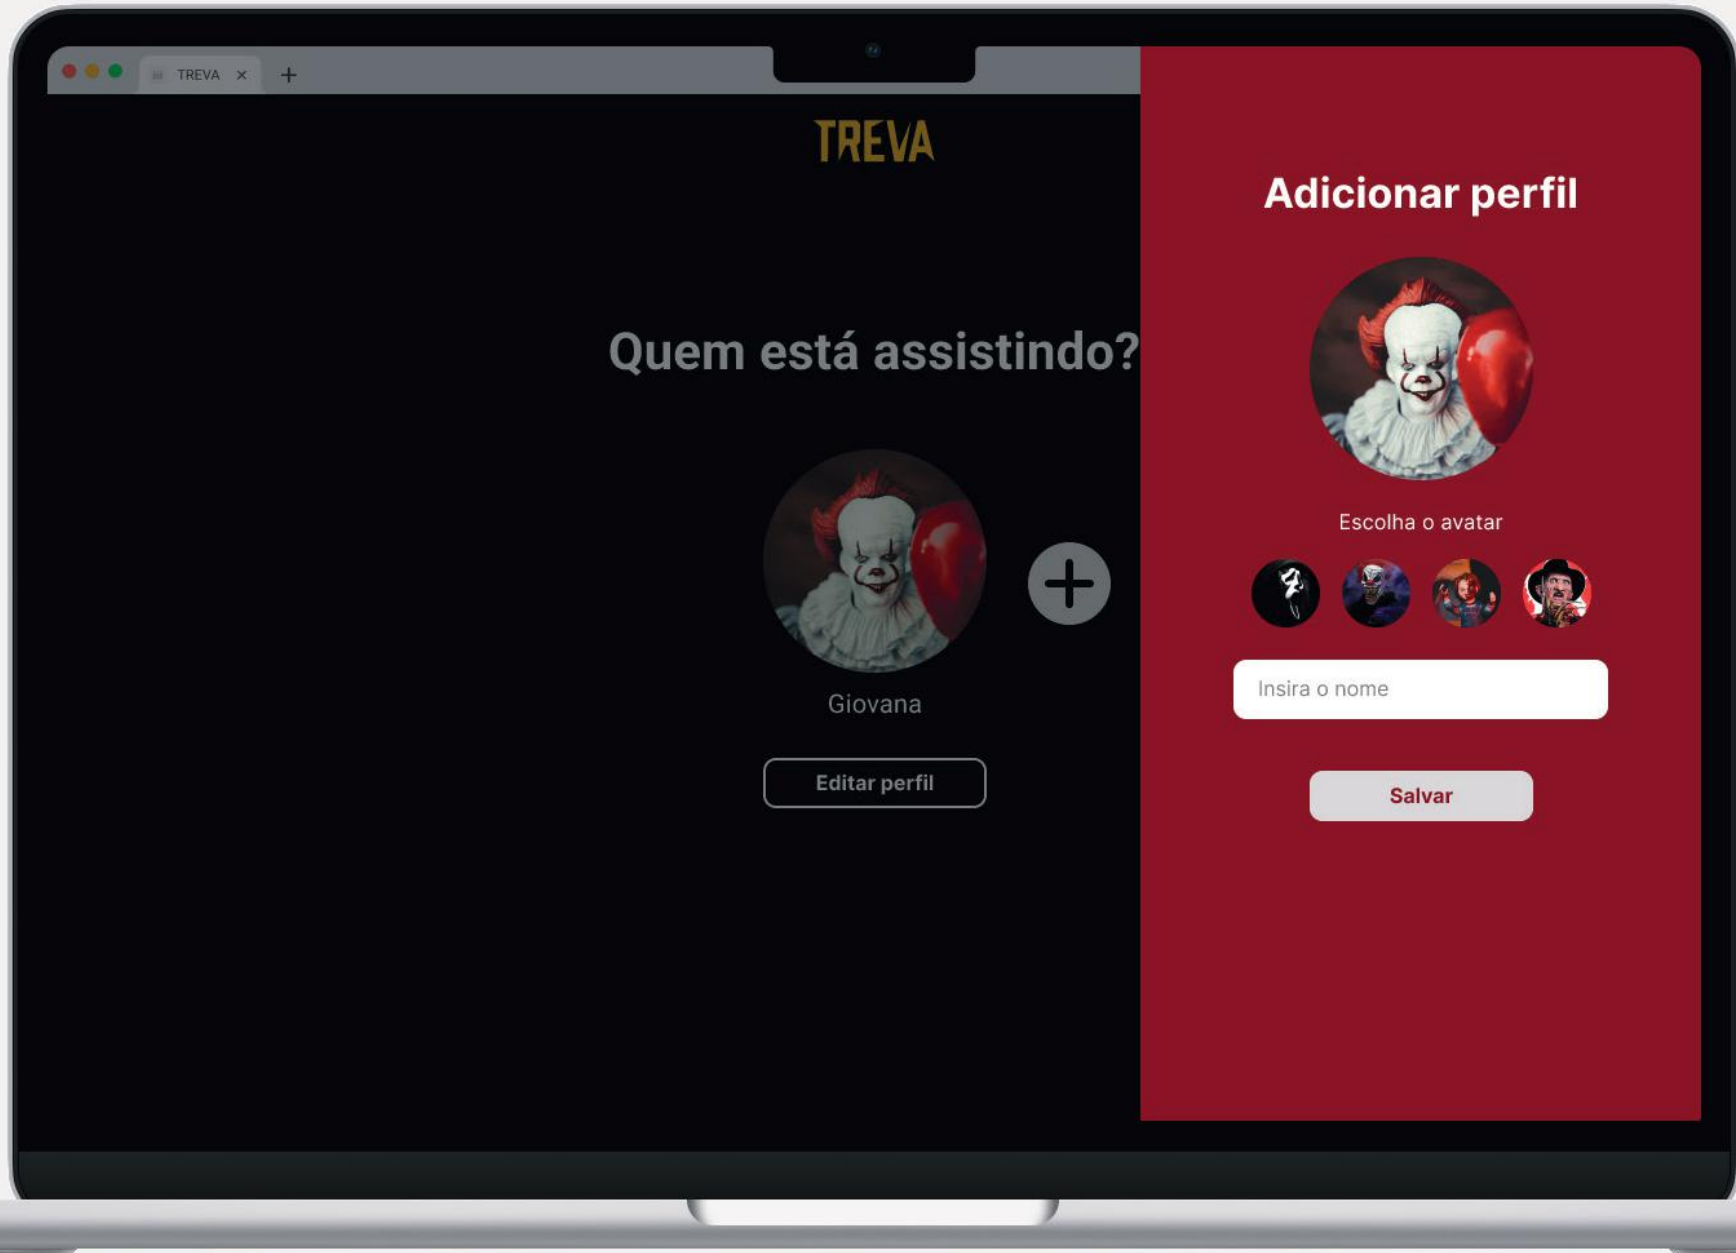 TREVA
TREVA
Quem está assistindo?
Giovana
Editar perfil
Adicionar perfil
Escolha o avatar
Insira o nome
Salvar